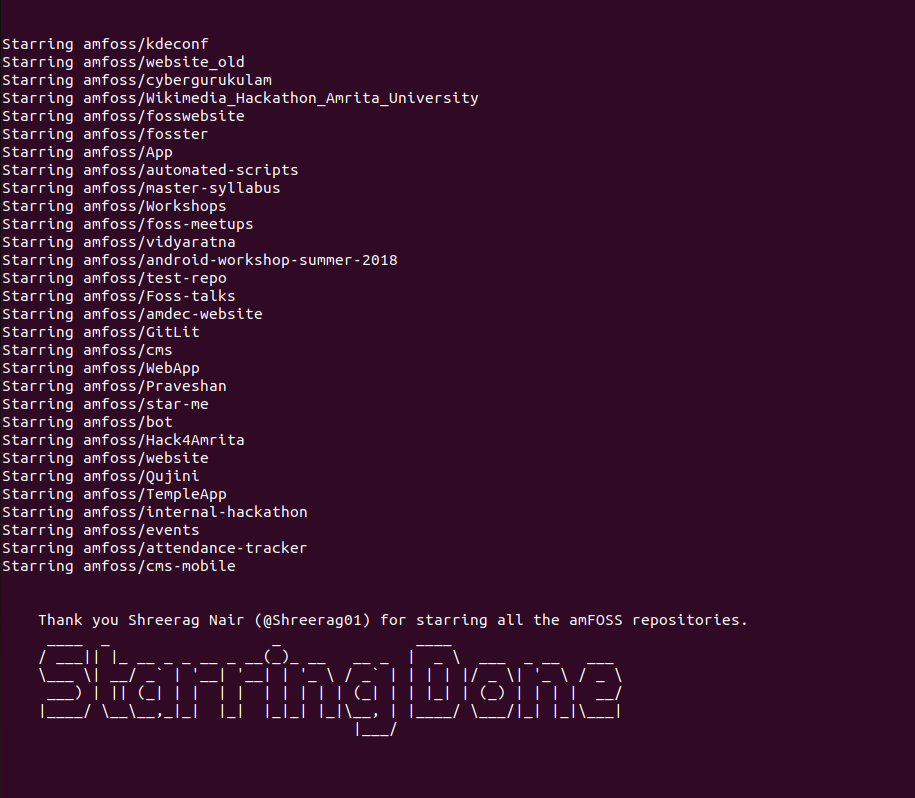 Starring amfoss/kdeconf
Starring amfoss/website_old
Starring amfoss/cybergurukulam
Starring amfoss/Wikimedia_Hackathon_Amrita_University
Starring amfoss/fosswebsite
Starring amfoss/fosster
Starring amfoss/App
Starring amfoss/automated-scripts
Starring amfoss/master-syllabus
Starring amfoss/Workshops
Starring amfoss/foss-meetups
Starring amfoss/vidyaratna
Starring amfoss/android-workshop-summer-2018
Starring amfoss/test-repo
Starring amfoss/Foss-talks
Starring amfoss/amdec-website
Starring amfoss/GitLit
Starring amfoss/cms
Starring amfoss/WebApp
Starring amfoss/Praveshan
Starring amfoss/star-me
Starring amfoss/bot
Starring amfoss/Hack4Amrita
Starring amfoss/website
Starring amfoss/Qujini
Starring amfoss/TempleApp
Starring amfoss/internal-hackathon
Starring amfoss/events
Starring amfoss/attendance-tracker
Starring amfoss/cms-mobile
Thank you Shreerag Nair (@Shreerag01) for starring all the amFOSS repositories.
Starring Done